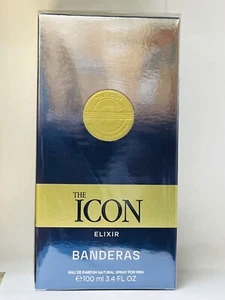 THE
ICON
ELIXIR
BANDERAS
EAU DE PARFUM NATURAL SPRAY FOR MEN
℮100 ml 3.4 FL OZ